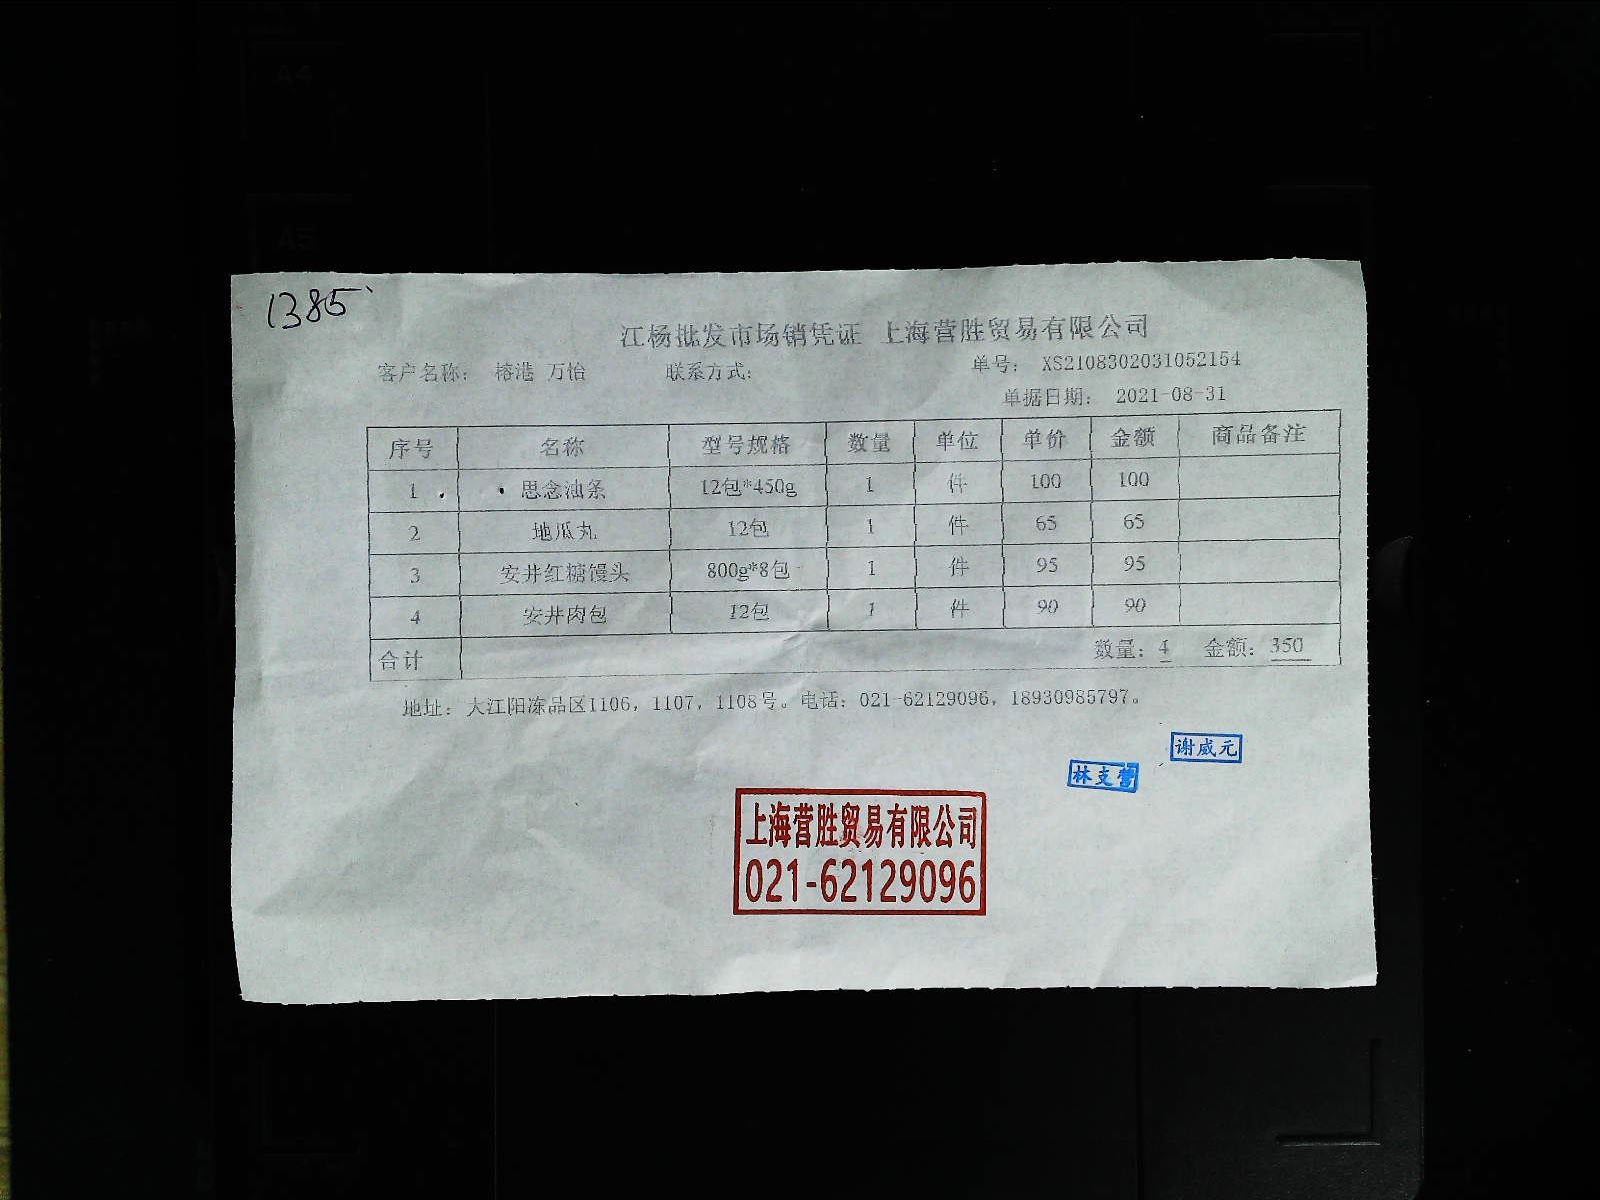 1385
江杨批发市场销凭证 上海营胜贸易有限公司
客户名称: 榕港 万怡 联系方式: 单号: XS2108302031052154
单据日期: 2021-08-31
序号 名称 型号规格 数量 单位 单价 金额 商品备注
1 思念油条 12包*450g 1 件 100 100
2 地瓜丸 12包 1 件 65 65
3 安井红糖馒头 800g*8包 1 件 95 95
4 安井肉包 12包 1 件 90 90
合计 数量: 4 金额: 350
地址: 大江阳冻品区1106, 1107, 1108号。电话: 021-62129096, 18930985797。
谢威元
林支营
上海营胜贸易有限公司
021-62129096